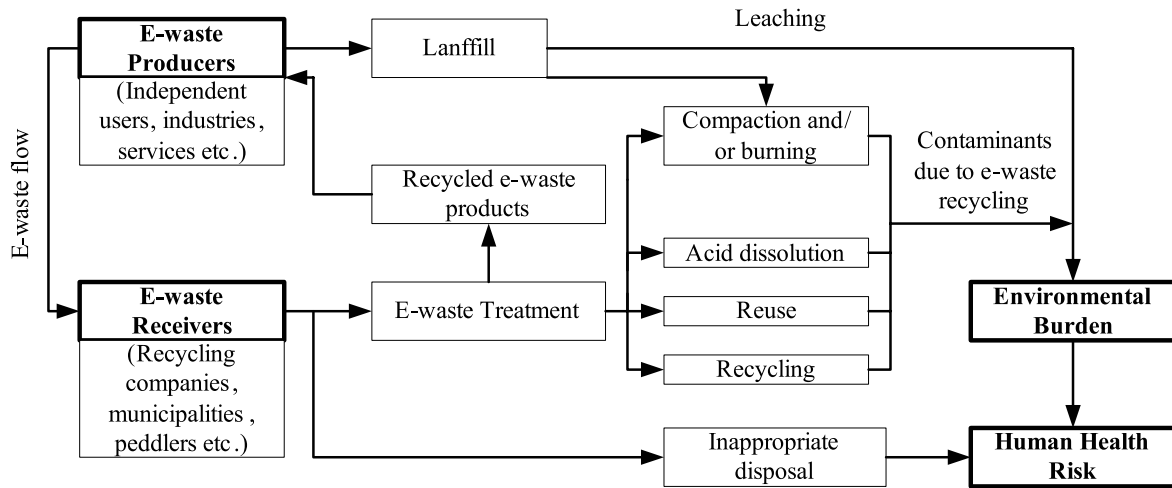 E-waste
Producers
(Independent
users, industries,
services etc.)
E-waste flow
E-waste
Receivers
(Recycling
companies,
municipalities ,
peddlers etc.)
Lanffill
Leaching
Recycled e-waste
products
E-waste Treatment
Compaction and/
or burning
Acid dissolution
Reuse
Recycling
Inappropriate
disposal
Contaminants
due to e-waste
recycling
Environmental
Burden
Human Health
Risk